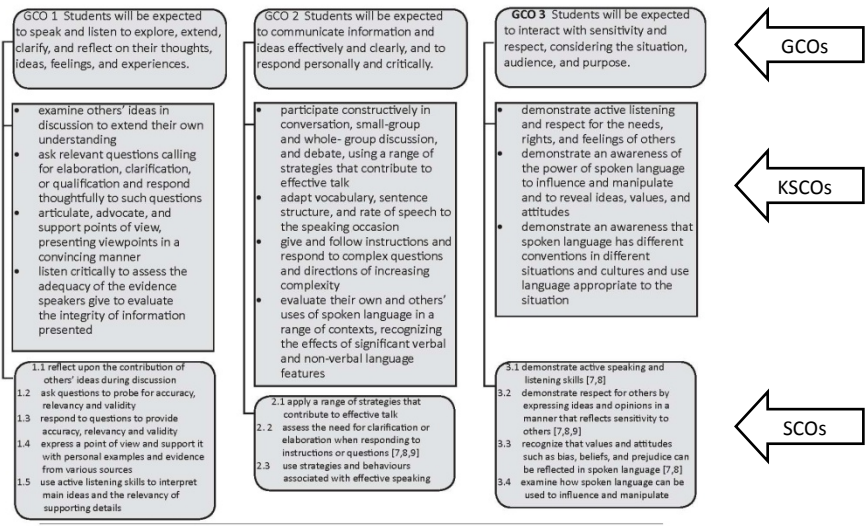 GCO 1 Students will be expected
to speak and listen to explore, extend,
clarify, and reflect on their thoughts,
ideas, feelings, and experiences.
GCO 2 Students will be expected
to communicate information and
ideas effectively and clearly, and to
respond personally and critically.
GCO 3 Students will be expected
to interact with sensitivity and
respect, considering the situation,
audience, and purpose.
GCOs
• examine others’ ideas in
discussion to extend their own
understanding
• ask relevant questions calling
for elaboration, clarification,
or qualification and respond
thoughtfully to such questions
• articulate, advocate, and
support points of view,
presenting viewpoints in a
convincing manner
• listen critically to assess the
adequacy of the evidence
speakers give to evaluate
the integrity of information
presented
• participate constructively in
conversation, small-group
and whole- group discussion,
and debate, using a range of
strategies that contribute to
effective talk
• adapt vocabulary, sentence
structure, and rate of speech to
the speaking occasion
• give and follow instructions and
respond to complex questions
and directions of increasing
complexity
• evaluate their own and others’
uses of spoken language in a
range of contexts, recognizing
the effects of significant verbal
and non-verbal language
features
• demonstrate active listening
and respect for the needs,
rights, and feelings of others
• demonstrate an awareness of
the power of spoken language
to influence and manipulate
and to reveal ideas, values, and
attitudes
• demonstrate an awareness that
spoken language has different
conventions in different
situations and cultures and use
language appropriate to the
situation
KSCOs
1.1 reflect upon the contribution of
others’ ideas during discussion
1.2 ask questions to probe for accuracy,
relevancy and validity
1.3 respond to questions to provide
accuracy, relevancy and validity
1.4 express a point of view and support it
with personal examples and evidence
from various sources
1.5 use active listening skills to interpret
main ideas and the relevancy of
supporting details
2.1 apply a range of strategies that
contribute to effective talk
2. 2 assess the need for clarification or
elaboration when responding to
instructions or questions [7,8,9]
2.3 use strategies and behaviours
associated with effective speaking
3.1 demonstrate active speaking and
listening skills [7,8]
3.2 demonstrate respect for others by
expressing ideas and opinions in a
manner that reflects sensitivity to
others [7,8,9]
3.3 recognize that values and attitudes
such as bias, beliefs, and prejudice can
be reflected in spoken language [7,8]
3.4 examine how spoken language can be
used to influence and manipulate
SCOs